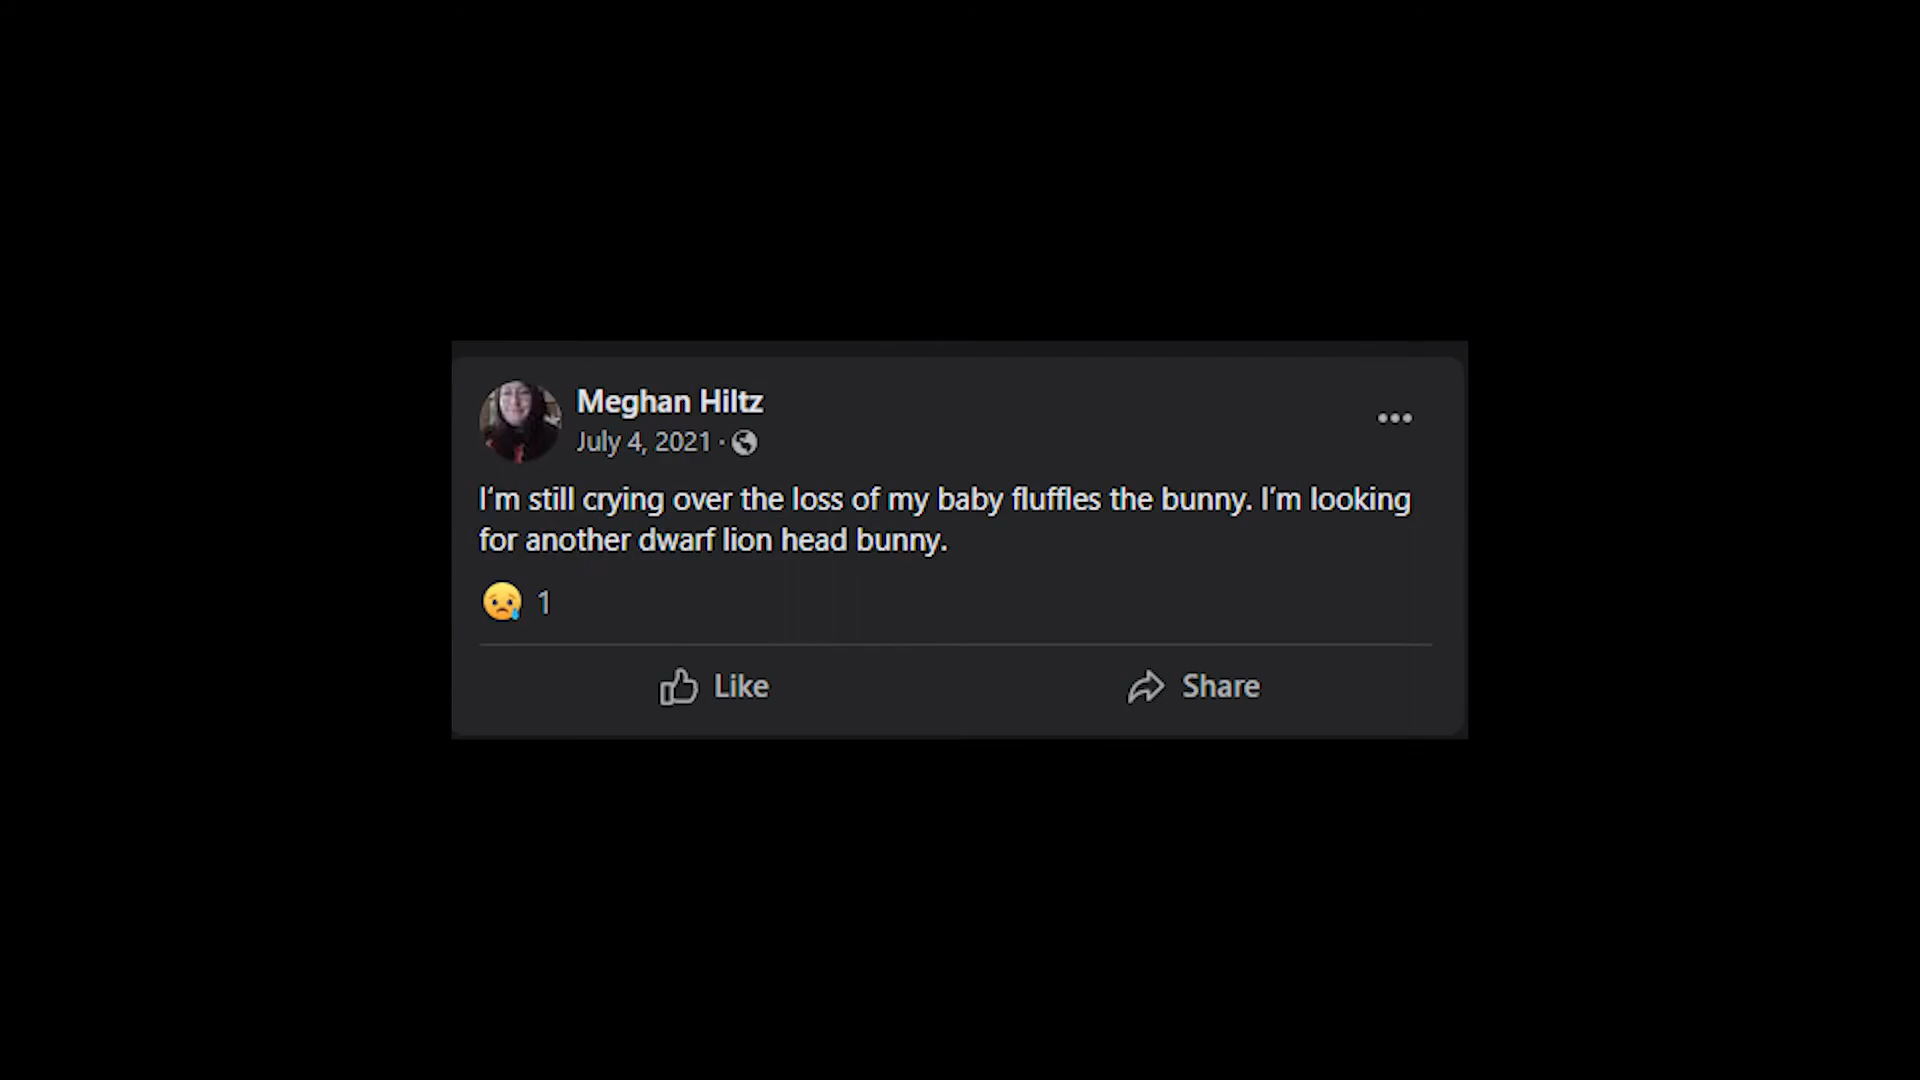 Meghan Hiltz
July 4, 2021 ·
I'm still crying over the loss of my baby fluffles the bunny. I'm looking
for another dwarf lion head bunny.
1
Like
Share